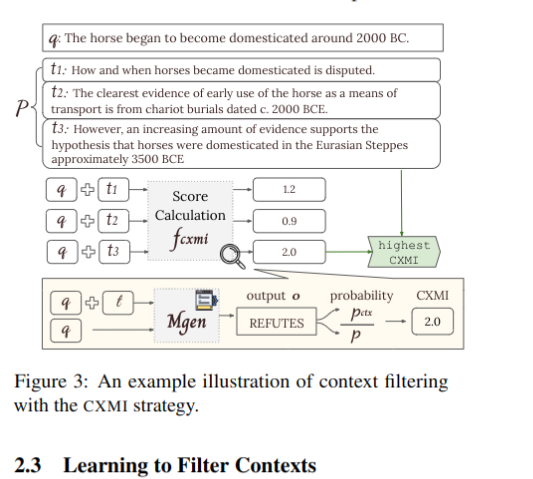 q: The horse began to become domesticated around 2000 BC.
P
t1: How and when horses became domesticated is disputed.
t2: The clearest evidence of early use of the horse as a means of
transport is from chariot burials dated c. 2000 BCE.
t3: However, an increasing amount of evidence supports the
hypothesis that horses were domesticated in the Eurasian Steppes
approximately 3500 BCE
q t1
q t2
q t3
Score
Calculation
fcxmi
1.2
0.9
2.0
highest
CXMI
q t
q
Mgen
output o
REFUTES
probability
pctx
p
CXMI
2.0
Figure 3: An example illustration of context filtering
with the CXMI strategy.
2.3 Learning to Filter Contexts